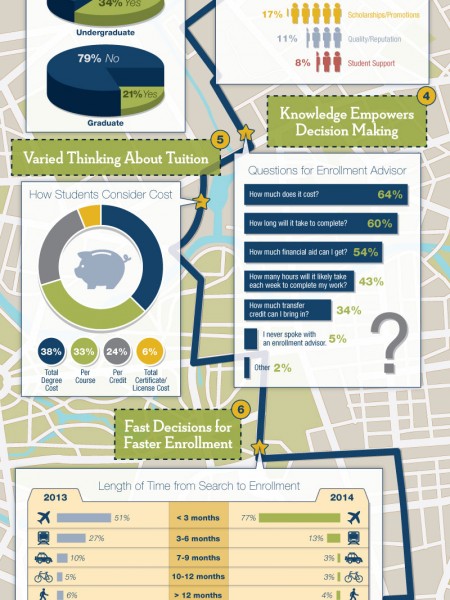 34% Yes
Undergraduate
79% No
21% Yes
Graduate
17% Scholarships/Promotions
11% Quality/Reputation
8% Student Support
4
Knowledge Empowers
Decision Making
5
Varied Thinking About Tuition
How Students Consider Cost
38% 33% 24% 6%
Total Degree Cost
Per Course
Per Credit
Total Certificate/ License Cost
Questions for Enrollment Advisor
How much does it cost? 64%
How long will it take to complete? 60%
How much financial aid can I get? 54%
How many hours will it likely take
each week to complete my work? 43%
How much transfer
credit can I bring in? 34%
I never spoke with
an enrollment advisor. 5%
Other 2%
?
6
Fast Decisions for
Faster Enrollment
Length of Time from Search to Enrollment
2013 2014
51% < 3 months 77%
27% 3-6 months 13%
10% 7-9 months 3%
5% 10-12 months 3%
6% > 12 months 4%